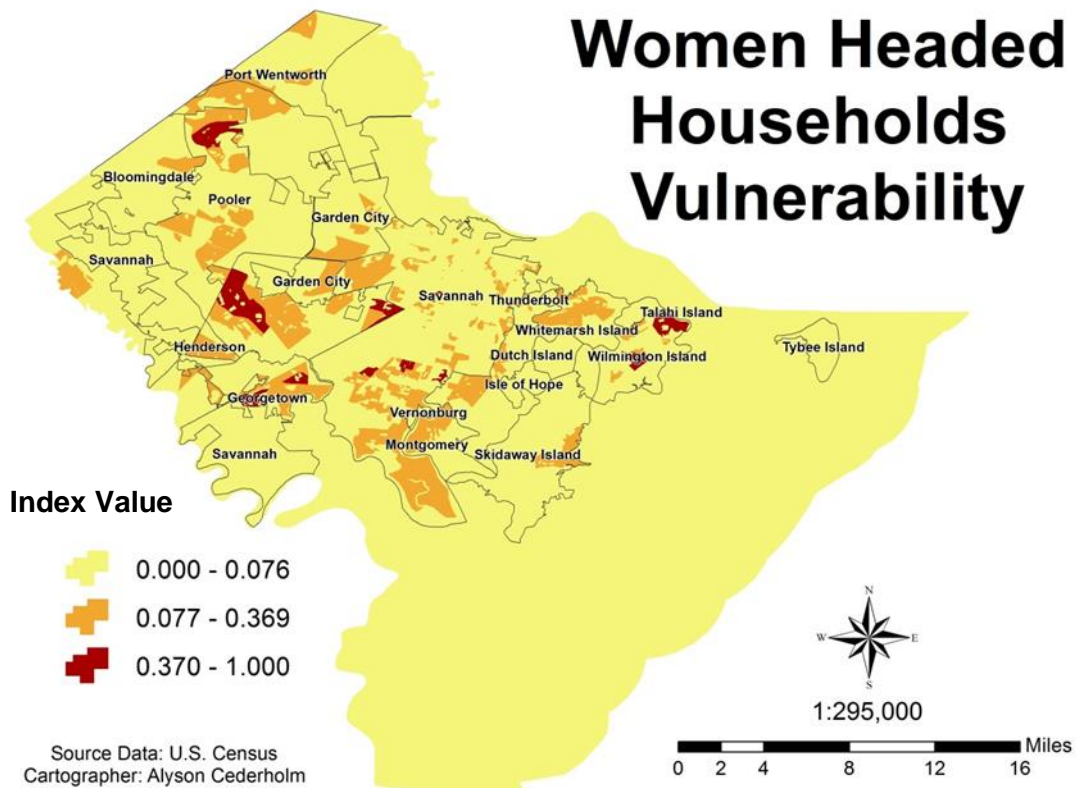 Women Headed
Households
Vulnerability
Port Wentworth
Bloomingdale
Pooler
Garden City
Savannah
Garden City
Savannah
Thunderbolt
Talahi Island
Whitemarsh Island
Henderson
Dutch Island
Wilmington Island
Tybee Island
Isle of Hope
Georgetown
Vernonburg
Montgomery
Savannah
Skidaway Island
Index Value
0.000 - 0.076
0.077 - 0.369
0.370 - 1.000
Source Data: U.S. Census
Cartographer: Alyson Cederholm
N
W
E
S
1:295,000
Miles
0 2 4 8 12 16